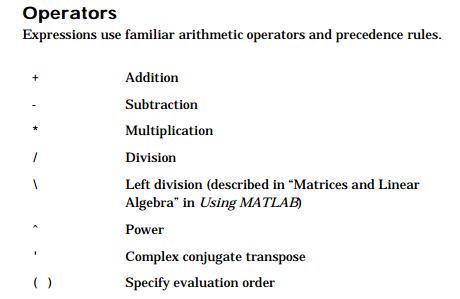 Operators
Expressions use familiar arithmetic operators and precedence rules.
+ Addition
- Subtraction
* Multiplication
/ Division
\ Left division (described in “Matrices and Linear
Algebra” in Using MATLAB)
^ Power
' Complex conjugate transpose
( ) Specify evaluation order